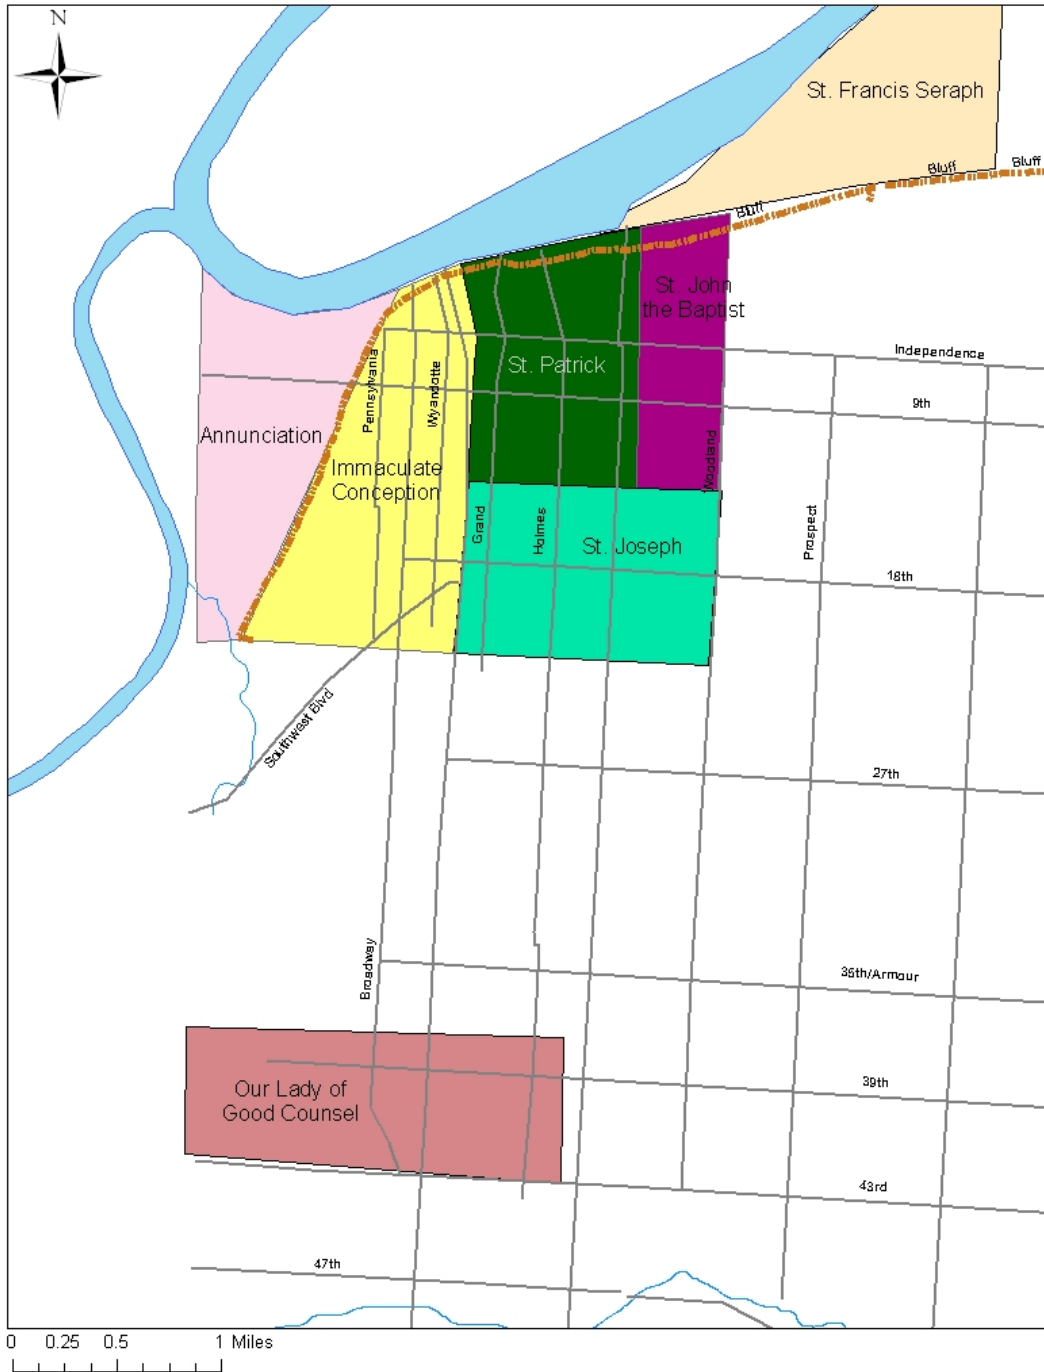 N
St. Francis Seraph
Bluff
Bluff
Bluff
St. John
the Baptist
Independence
St. Patrick
Pennsylvania
Wyandotte
9th
Annunciation
Woodland
Immaculate
Conception
Grand
Holmes
Prospect
St. Joseph
18th
Southwest Blvd
27th
Broadway
35th/Armour
39th
Our Lady of
Good Counsel
43rd
47th
0 0.25 0.5 1 Miles